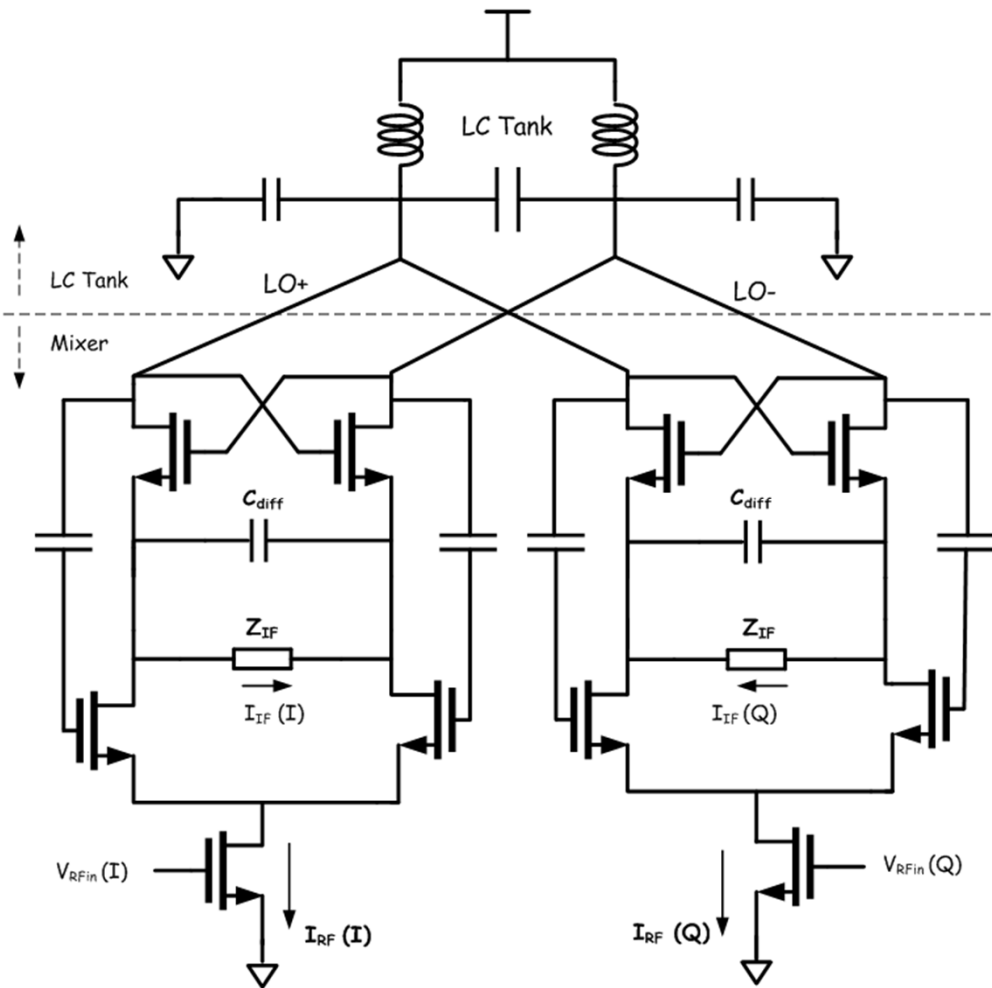 LC Tank
LC Tank
LO+
LO-
Mixer
Cdiff
Cdiff
ZIF
ZIF
IIF (I)
IIF (Q)
VRFin (I)
VRFin (Q)
IRF (I)
IRF (Q)